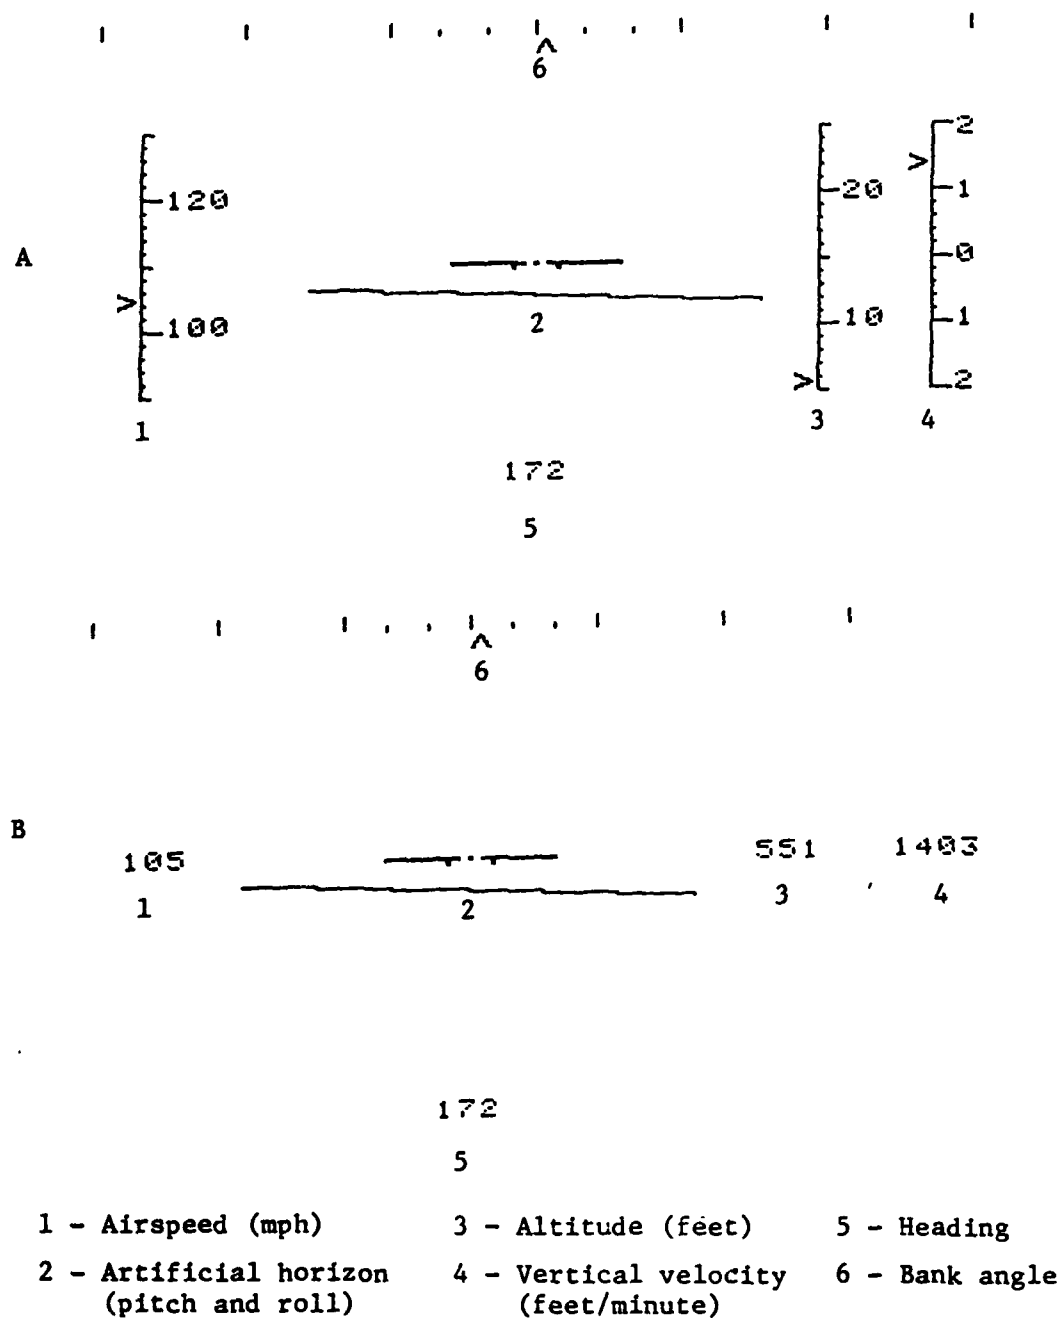 6
120
100
20
10
2
1
0
1
2
A
2
1
3
4
172
5
6
B
105
551
1403
1
2
3
4
172
5
1 - Airspeed (mph)
3 - Altitude (feet)
5 - Heading
2 - Artificial horizon
(pitch and roll)
4 - Vertical velocity
(feet/minute)
6 - Bank angle